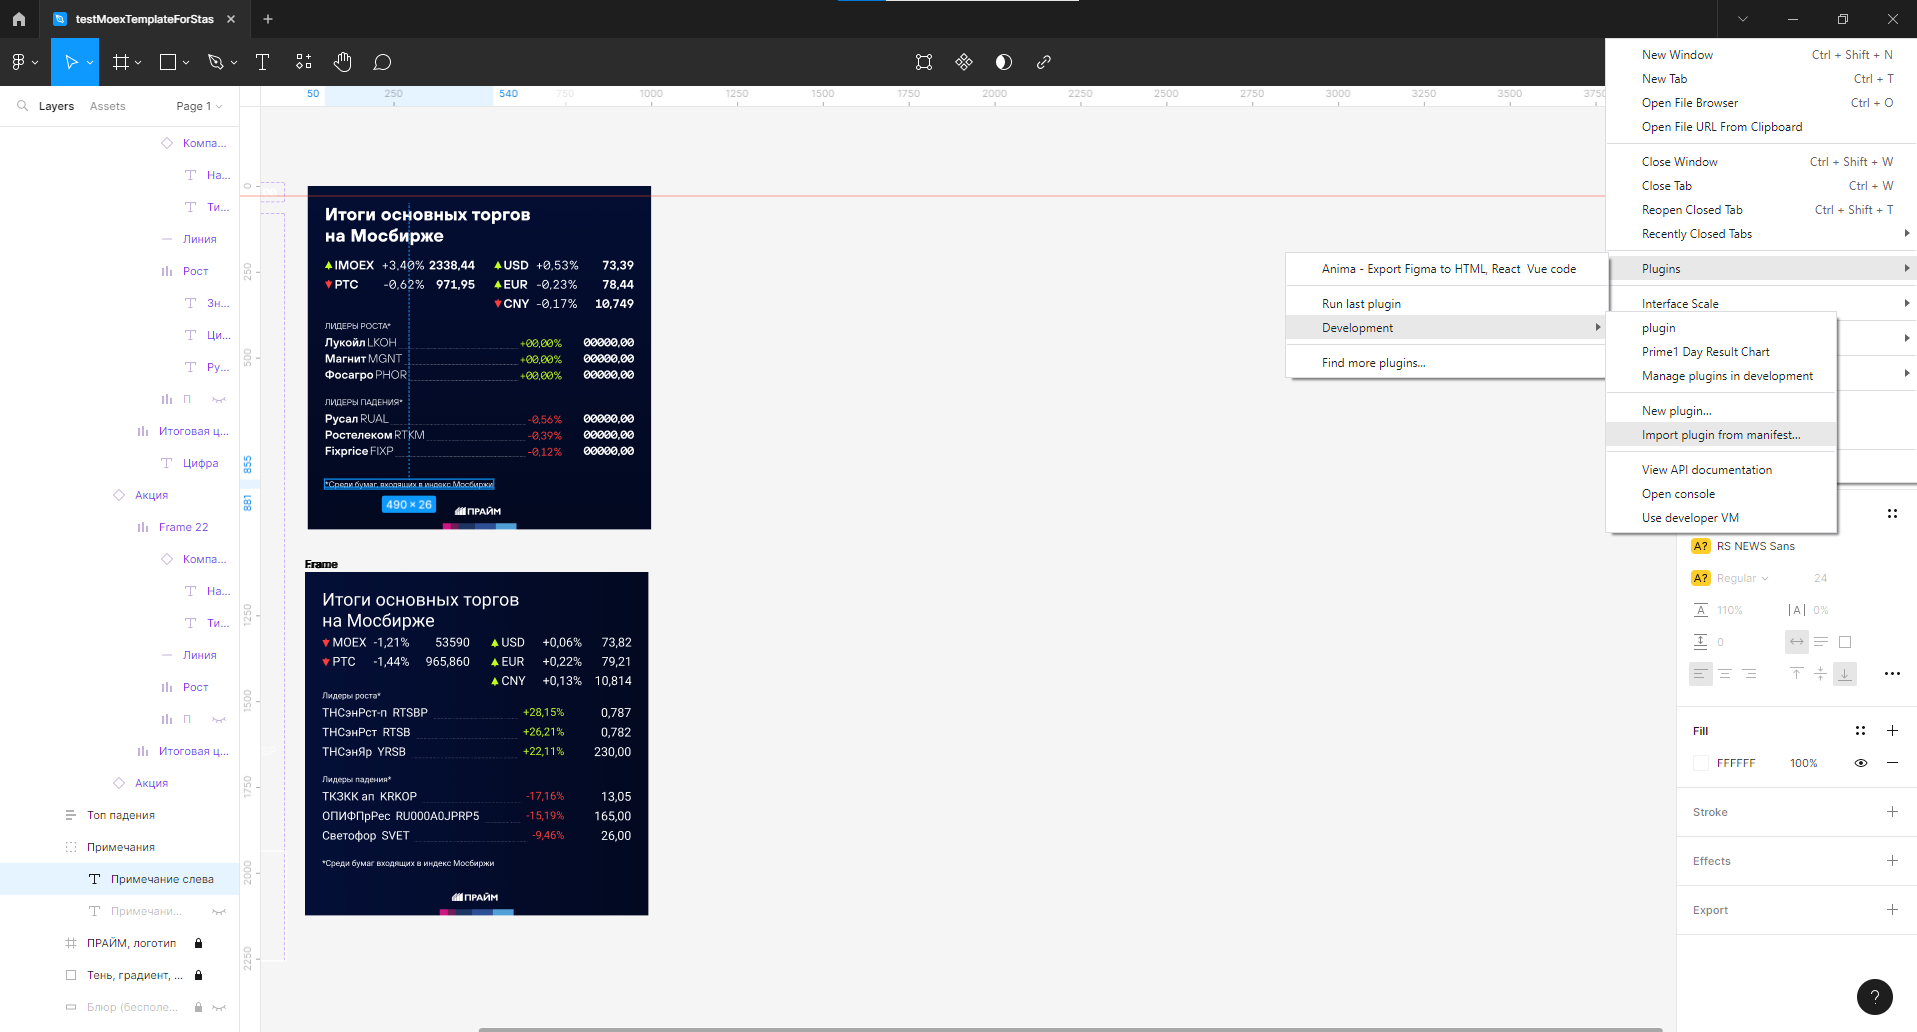 testMoexTemplateForStas
Layers
Assets
Page 1
50
250
540
750
1000
1250
1500
1750
2000
2250
2500
2750
3000
3250
3500
3750
0
250
500
855
881
1250
1500
1750
2000
2250
Компа...
На...
Ти...
Линия
Рост
Зн...
Ци...
Ру...
П
Итоговая ц...
Цифра
Акция
Frame 22
Компа...
На...
Ти...
Линия
Рост
П
Итоговая ц...
Акция
Топ падения
Примечания
Примечание слева
Примечани...
ПРАЙМ, логотип
Тень, градиент, ...
Блюр (бесполе...
Итоги основных торгов
на Мосбирже
IMOEX +3,40% 2338,44 USD +0,53% 73,39
РТС -0,62% 971,95 EUR -0,23% 78,44
CNY -0,17% 10,749
ЛИДЕРЫ РОСТА*
Лукойл LKOH +00,00% 00000,00
Магнит MGNT +00,00% 00000,00
Фосагро PHOR +00,00% 00000,00
ЛИДЕРЫ ПАДЕНИЯ*
Русал RUAL -0,56% 00000,00
Ростелеком RTKM -0,39% 00000,00
Fixprice FIXP -0,12% 00000,00
*Среди бумаг, входящих в индекс Мосбиржи
490 × 26
ПРАЙМ
Frame
Итоги основных торгов
на Мосбирже
MOEX -1,21% 53590 USD +0,06% 73,82
РТС -1,44% 965,860 EUR +0,22% 79,21
CNY +0,13% 10,814
Лидеры роста*
ТНСэнРст-п RTSBP +28,15% 0,787
ТНСэнРст RTSB +26,21% 0,782
ТНСэнЯр YRSB +22,11% 230,00
Лидеры падения*
ТКЗКК ап KRKOP -17,16% 13,05
ОПИФПрРес RU000A0JPRP5 -15,19% 165,00
Светофор SVET -9,46% 26,00
*Среди бумаг входящих в индекс Мосбиржи
ПРАЙМ
New Window Ctrl + Shift + N
New Tab Ctrl + T
Open File Browser Ctrl + O
Open File URL From Clipboard
Close Window Ctrl + Shift + W
Close Tab Ctrl + W
Reopen Closed Tab Ctrl + Shift + T
Recently Closed Tabs
Plugins
Interface Scale
Anima - Export Figma to HTML, React Vue code
Run last plugin
Development
Find more plugins...
plugin
Prime1 Day Result Chart
Manage plugins in development
New plugin...
Import plugin from manifest...
View API documentation
Open console
Use developer VM
A? RS NEWS Sans
A? Regular 24
A 110% |A| 0%
0
Fill
FFFFFF 100%
Stroke
Effects
Export
?